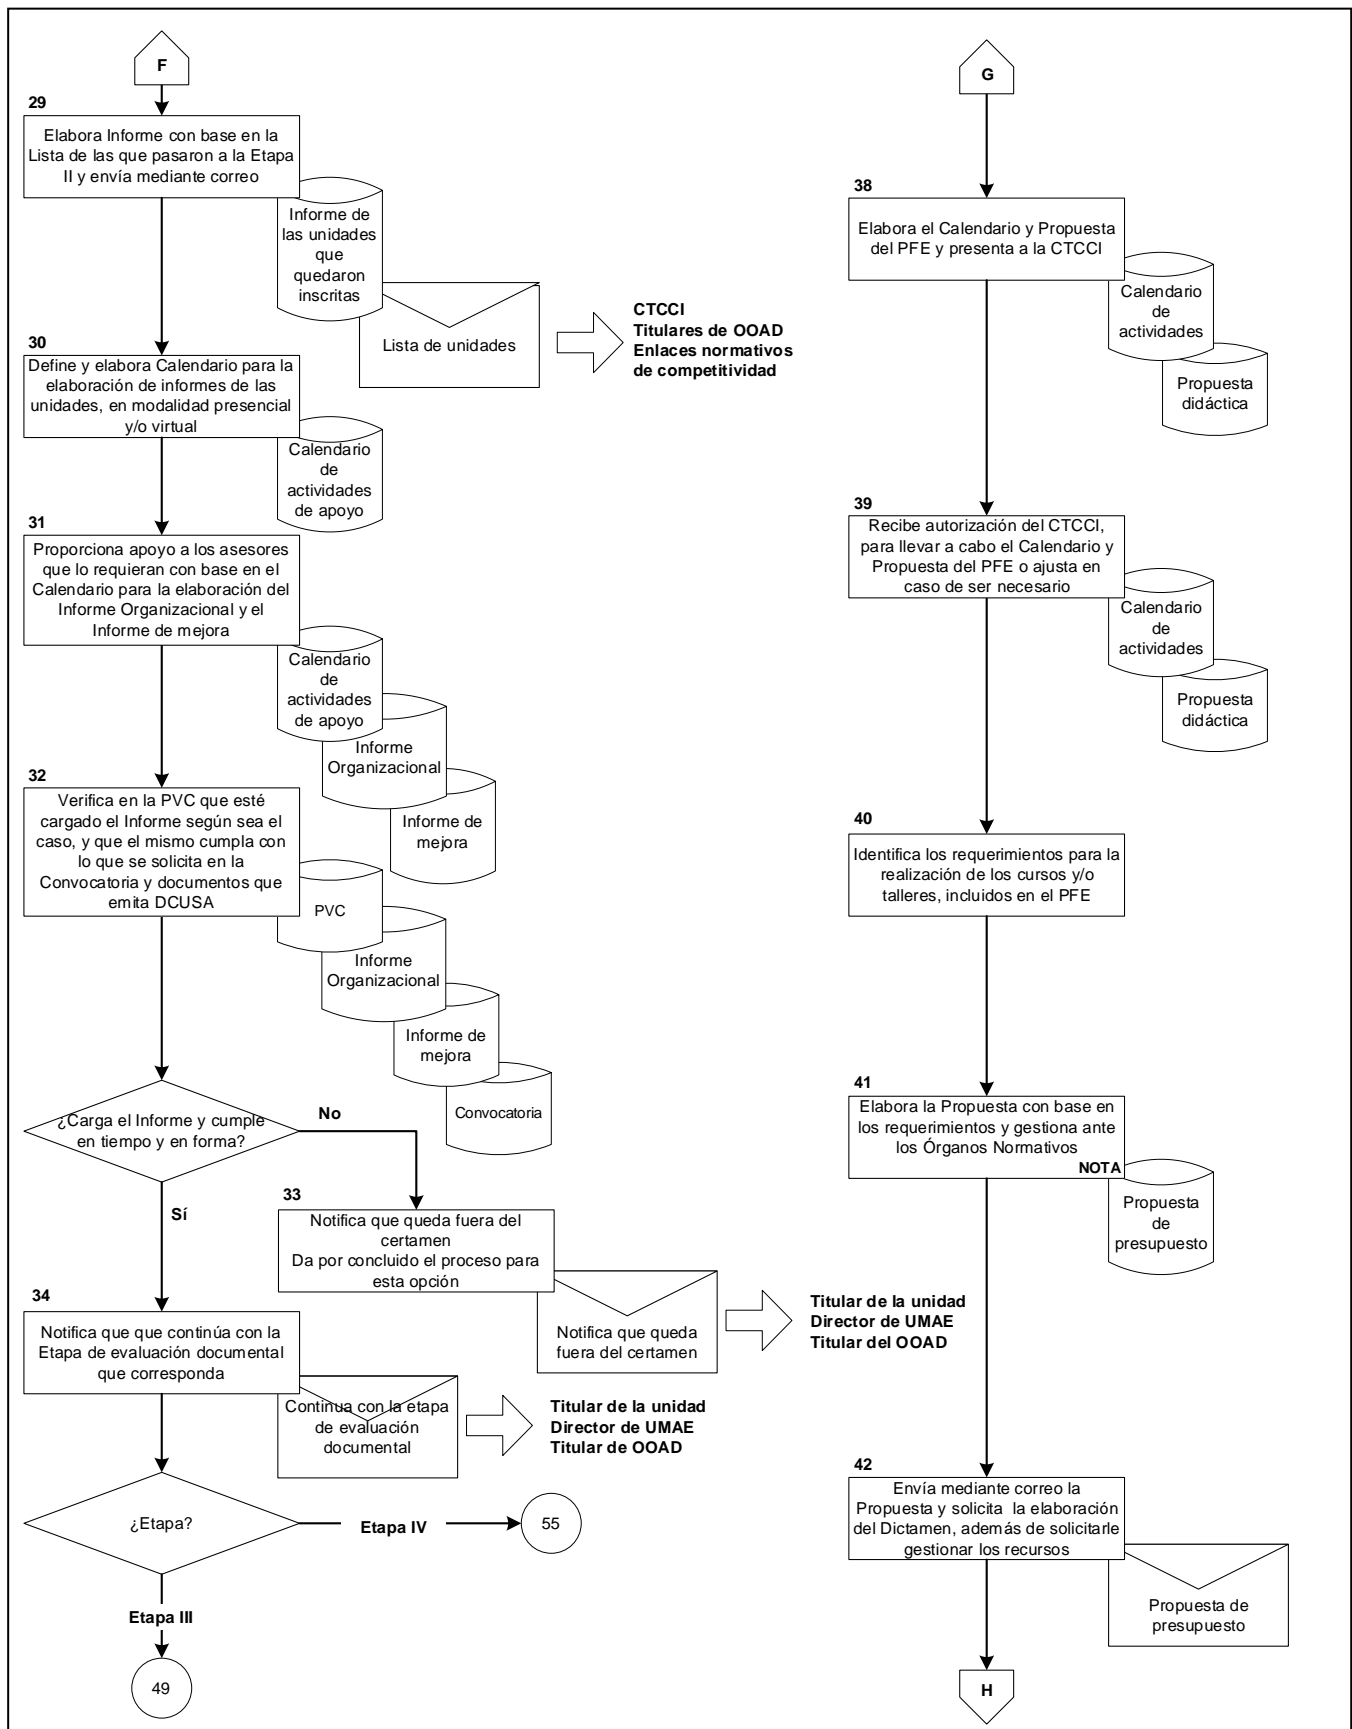 F
29
Elabora Informe con base en la
Lista de las que pasaron a la Etapa
II y envía mediante correo
Informe de
las unidades
que
quedaron
inscritas
Lista de unidades
CTCCI
Titulares de OOAD
Enlaces normativos
de competitividad
30
Define y elabora Calendario para la
elaboración de informes de las
unidades, en modalidad presencial
y/o virtual
Calendario
de
actividades
de apoyo
31
Proporciona apoyo a los asesores
que lo requieran con base en el
Calendario para la elaboración del
Informe Organizacional y el
Informe de mejora
Calendario
de
actividades
de apoyo
Informe
Organizacional
Informe de
mejora
32
Verifica en la PVC que esté
cargado el Informe según sea el
caso, y que el mismo cumpla con
lo que se solicita en la
Convocatoria y documentos que
emita DCUSA
PVC
Informe
Organizacional
Informe de
mejora
Convocatoria
¿Carga el Informe y cumple
en tiempo y en forma?
No
Sí
33
Notifica que queda fuera del
certamen
Da por concluido el proceso para
esta opción
Notifica que queda
fuera del certamen
Titular de la unidad
Director de UMAE
Titular del OOAD
34
Notifica que que continúa con la
Etapa de evaluación documental
que corresponda
Continua con la etapa
de evaluación
documental
Titular de la unidad
Director de UMAE
Titular de OOAD
¿Etapa?
Etapa IV
55
Etapa III
49
G
38
Elabora el Calendario y Propuesta
del PFE y presenta a la CTCCI
Calendario
de
actividades
Propuesta
didáctica
39
Recibe autorización del CTCCI,
para llevar a cabo el Calendario y
Propuesta del PFE o ajusta en
caso de ser necesario
Calendario
de
actividades
Propuesta
didáctica
40
Identifica los requerimientos para la
realización de los cursos y/o
talleres, incluidos en el PFE
41
Elabora la Propuesta con base en
los requerimientos y gestiona ante
los Órganos Normativos
NOTA
Propuesta
de
presupuesto
42
Envía mediante correo la
Propuesta y solicita la elaboración
del Dictamen, además de solicitarle
gestionar los recursos
Propuesta de
presupuesto
H